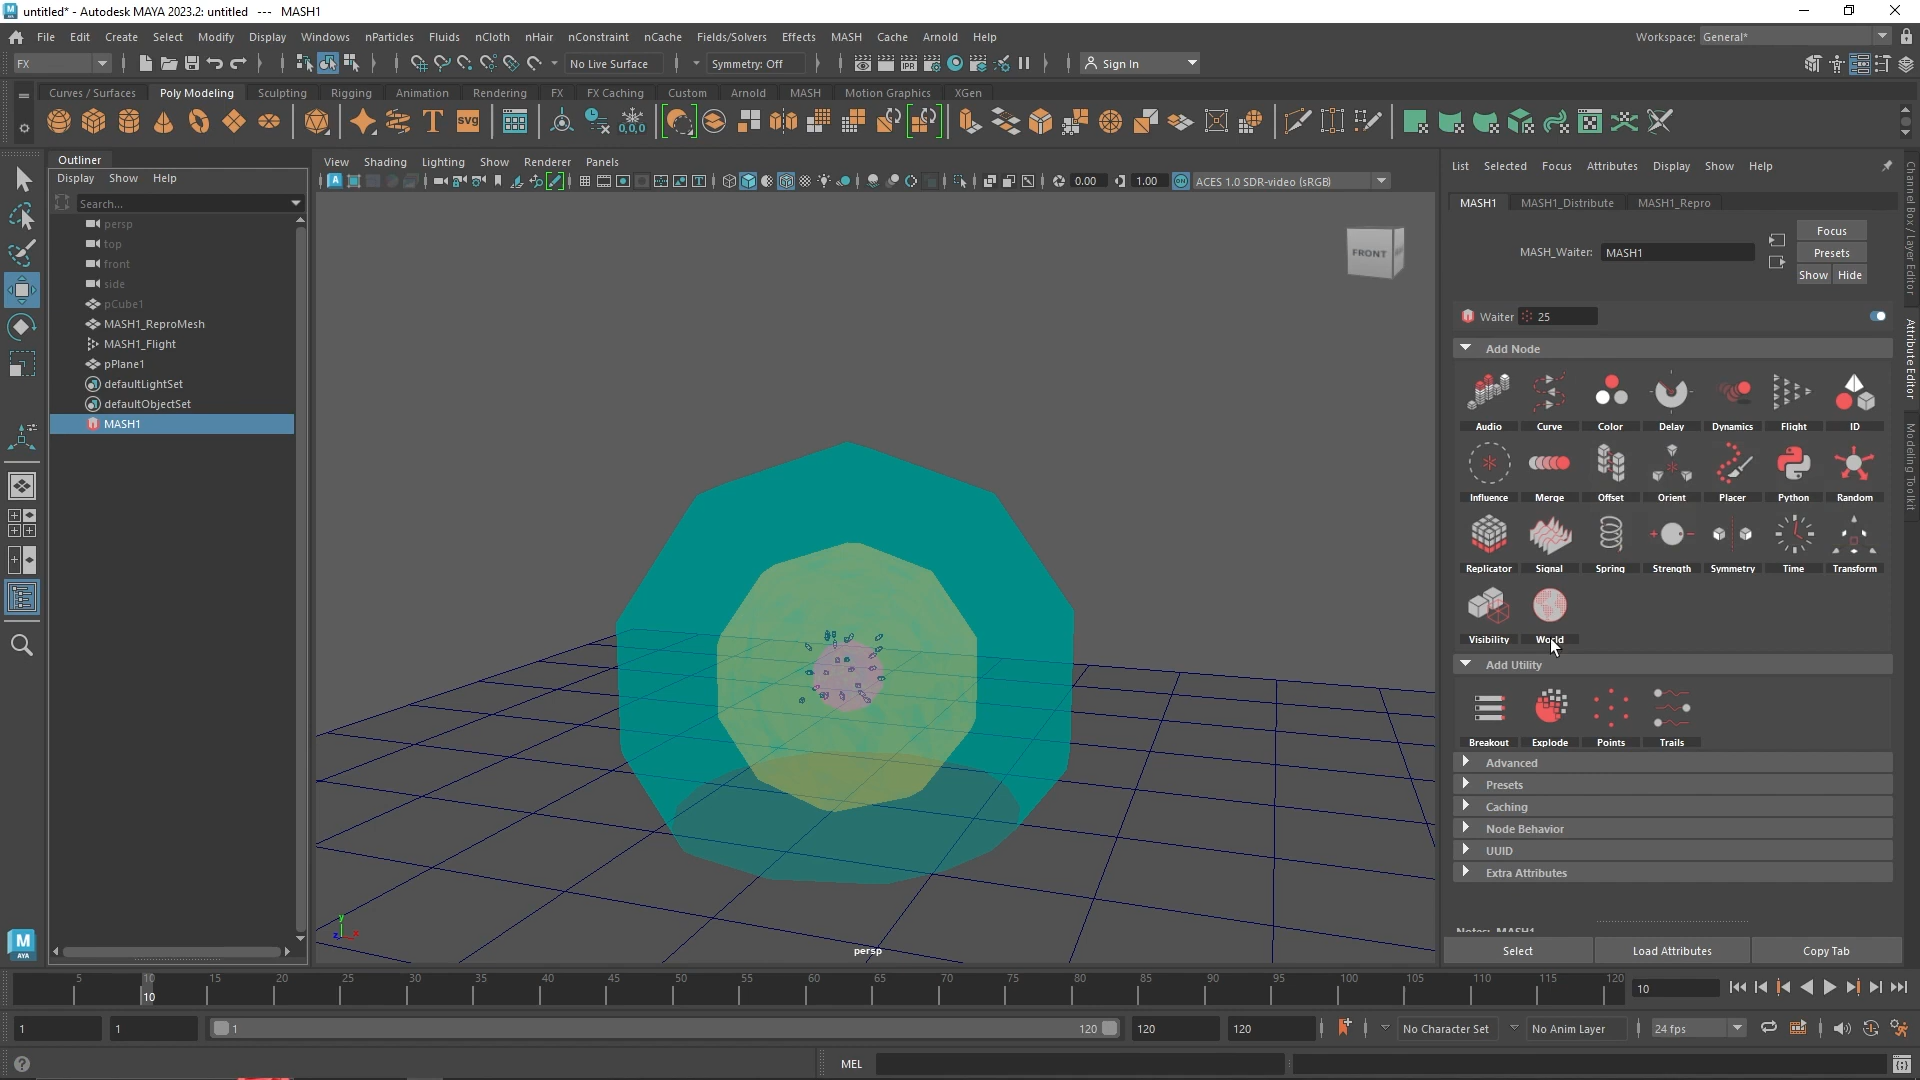 untitled* - Autodesk MAYA 2023.2: untitled --- MASH1
File Edit Create Select Modify Display Windows nParticles Fluids nCloth nHair nConstraint nCache Fields/Solvers Effects MASH Cache Arnold Help Workspace: General*
FX No Live Surface Symmetry: Off Sign In
Curves / Surfaces Poly Modeling Sculpting Rigging Animation Rendering FX FX Caching Custom Arnold MASH Motion Graphics XGen
Outliner
Display Show Help
Search...
persp
top
front
side
pCube1
MASH1_ReproMesh
MASH1_Flight
pPlane1
defaultLightSet
defaultObjectSet
MASH1
View Shading Lighting Show Renderer Panels
0.00 1.00 ACES 1.0 SDR-video (sRGB)
FRONT
persp
List Selected Focus Attributes Display Show Help
MASH1 MASH1_Distribute MASH1_Repro
MASH_Waiter: MASH1
Focus
Presets
Show Hide
Waiter 25
Add Node
Audio Curve Color Delay Dynamics Flight ID
Influence Merge Offset Orient Placer Python Random
Replicator Signal Spring Strength Symmetry Time Transform
Visibility World
Add Utility
Breakout Explode Points Trails
Advanced
Presets
Caching
Node Behavior
UUID
Extra Attributes
Notes: MASH1
Select Load Attributes Copy Tab
Channel Box / Layer Editor
Attribute Editor
Modeling Toolkit
5 10 15 20 25 30 35 40 45 50 55 60 65 70 75 80 85 90 95 100 105 110 115 120
10 10
1 1 1 120 120 120 No Character Set No Anim Layer 24 fps
MEL